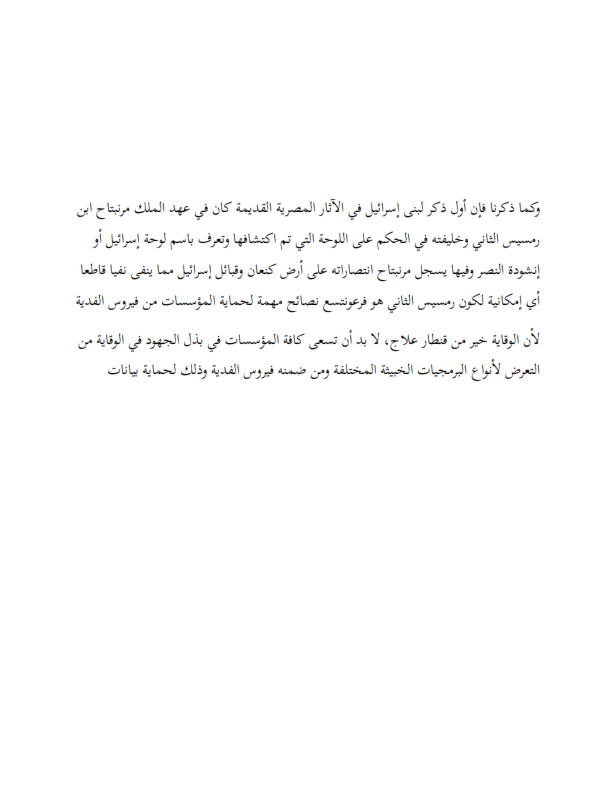 وكما ذكرنا فإن أول ذكر لبنى إسرائيل في الآثار المصرية القديمة كان في عهد الملك مرنبتاح ابن
رمسيس الثاني وخليفته في الحكم على اللوحة التي تم اكتشافها وتعرف باسم لوحة إسرائيل أو
إنشودة النصر وفيها يسجل مرنبتاح انتصاراته على أرض كنعان وقبائل إسرائيل مما ينفى نفيا قاطعا
أي إمكانية لكون رمسيس الثاني هو فرعونتسع نصائح مهمة لحماية المؤسسات من فيروس الفدية
لأن الوقاية خير من قنطار علاج، لا بد أن تسعى كافة المؤسسات في بذل الجهود في الوقاية من
التعرض لأنواع البرمجيات الخبيثة المختلفة ومن ضمنه فيروس الفدية وذلك لحماية بيانات